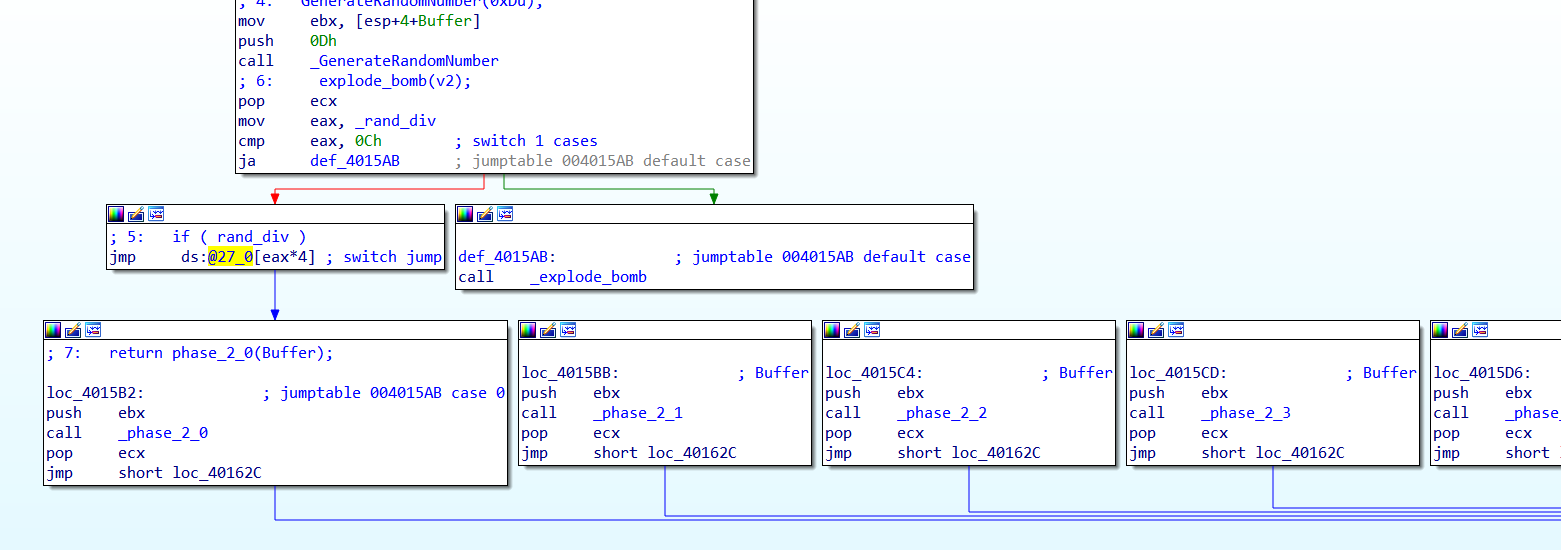 ; 4:   GenerateRandomNumber(0xDu);
mov     ebx, [esp+4+Buffer]
push    0Dh
call    _GenerateRandomNumber
; 6:     explode_bomb(v2);
pop     ecx
mov     eax, _rand_div
cmp     eax, 0Ch        ; switch 1 cases
ja      def_4015AB      ; jumptable 004015AB default case
; 5:   if ( rand_div )
jmp     ds:@27_0[eax*4] ; switch jump
def_4015AB:             ; jumptable 004015AB default case
call    _explode_bomb
; 7:   return phase_2_0(Buffer);
loc_4015B2:             ; jumptable 004015AB case 0
push    ebx
call    _phase_2_0
pop     ecx
jmp     short loc_40162C
loc_4015BB:             ; Buffer
push    ebx
call    _phase_2_1
pop     ecx
jmp     short loc_40162C
loc_4015C4:             ; Buffer
push    ebx
call    _phase_2_2
pop     ecx
jmp     short loc_40162C
loc_4015CD:             ; Buffer
push    ebx
call    _phase_2_3
pop     ecx
jmp     short loc_40162C
loc_4015D6:
push    ebx
call    _phase_
pop     ecx
jmp     short